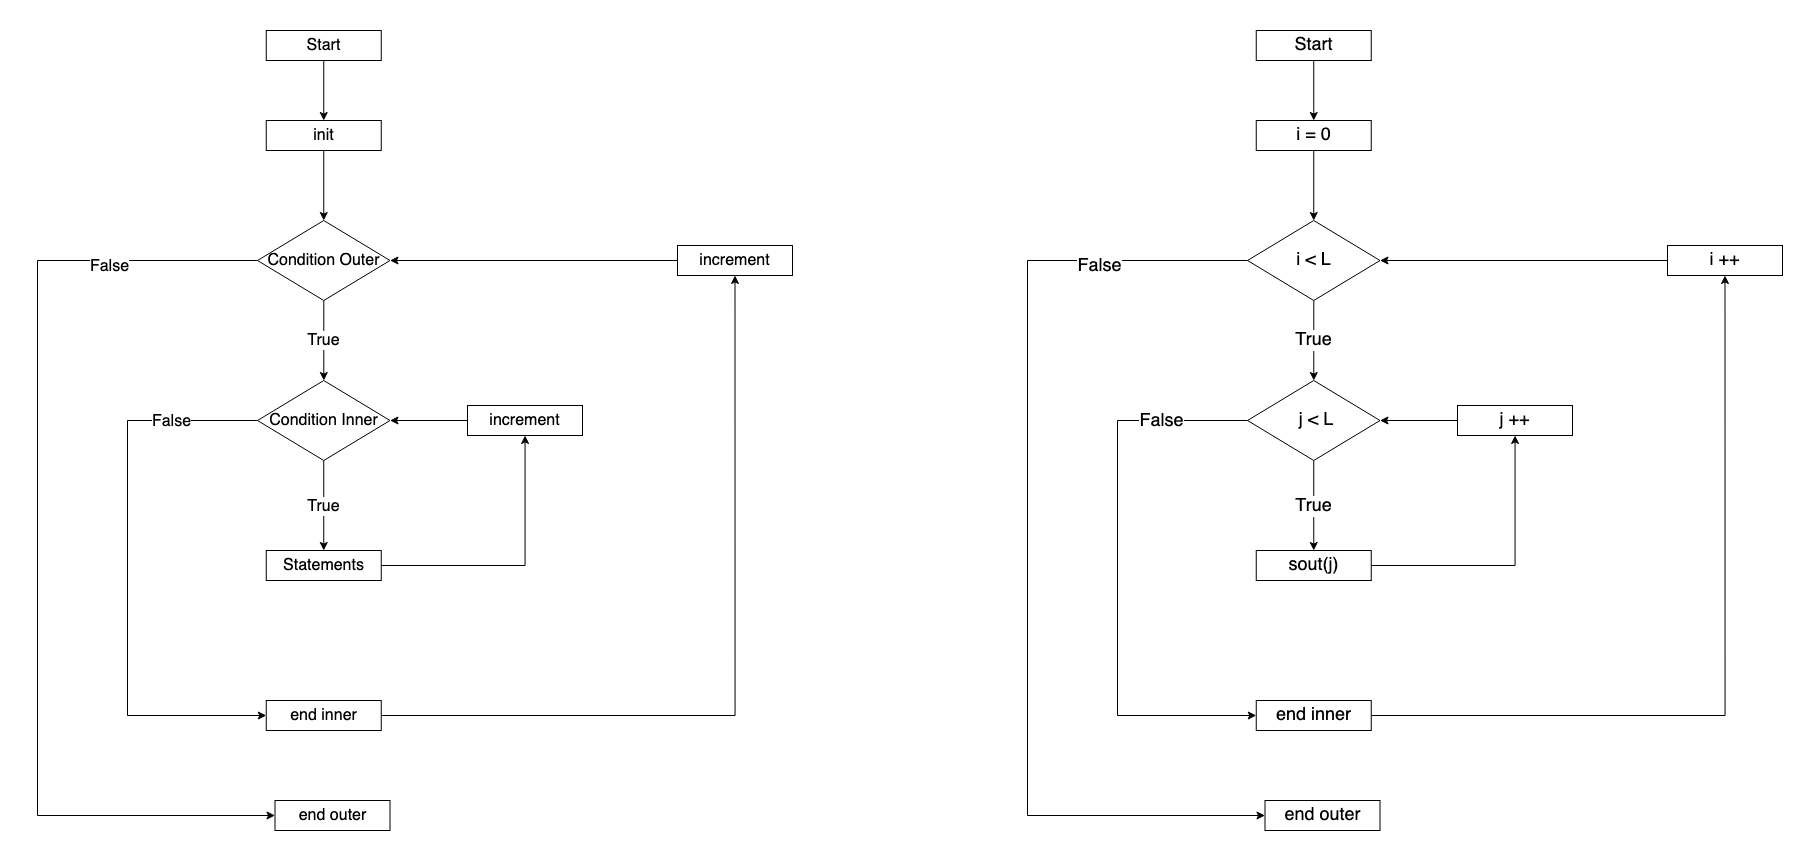 Start
init
Condition Outer
increment
False
True
Condition Inner
increment
False
True
Statements
end inner
end outer
Start
i = 0
i < L
i ++
False
True
j < L
j ++
False
True
sout(j)
end inner
end outer